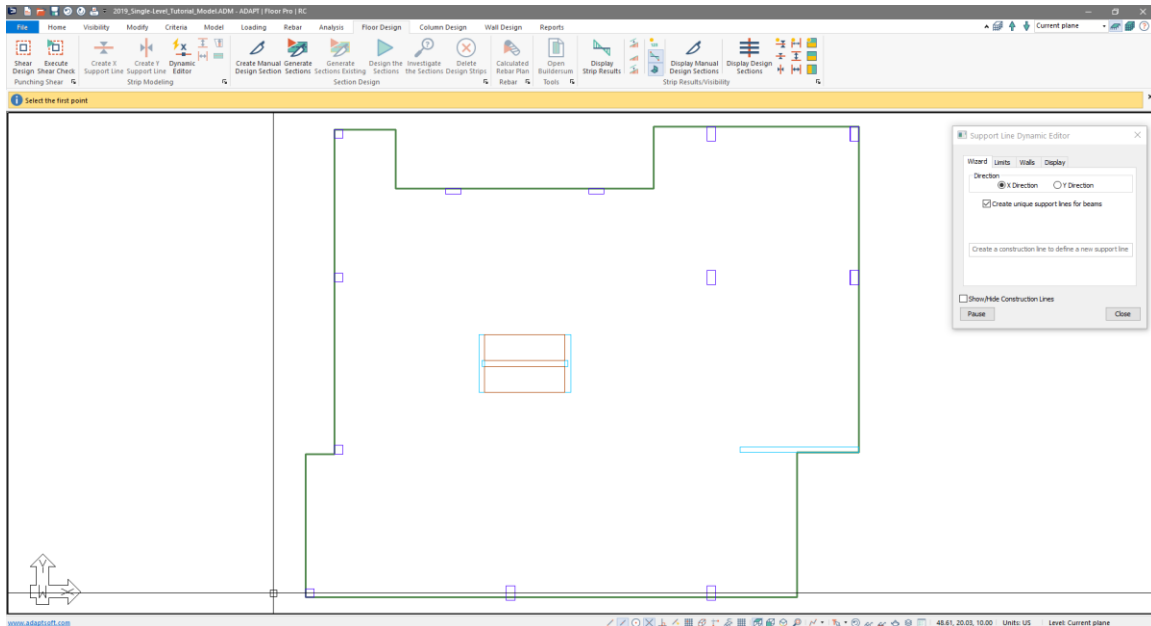 2019_Single-Level_Tutorial_Model.ADM - ADAPT | Floor Pro | RC
File Home Visibility Modify Criteria Model Loading Rebar Analysis Floor Design Column Design Wall Design Reports Current plane
Shear Design
Execute Shear Check
Create X Support Line
Create Y Support Line
Dynamic Editor
Create Manual Design Section
Generate Sections
Generate Sections Existing
Design the Sections
Investigate the Sections
Delete Design Strips
Calculated Rebar Plan
Open Buildersum
Display Strip Results
Display Manual Design Sections
Display Design Sections
Punching Shear Strip Modeling Section Design Rebar Tools Strip Results/Visibility
Select the first point
Support Line Dynamic Editor
Wizard Limits Walls Display
Direction
X Direction Y Direction
Create unique support lines for beams
Create a construction line to define a new support line
Show/Hide Construction Lines
Pause Close
Y
W X
www.adaptsoft.com 48.61, 20.03, 10.00 Units: US Level: Current plane